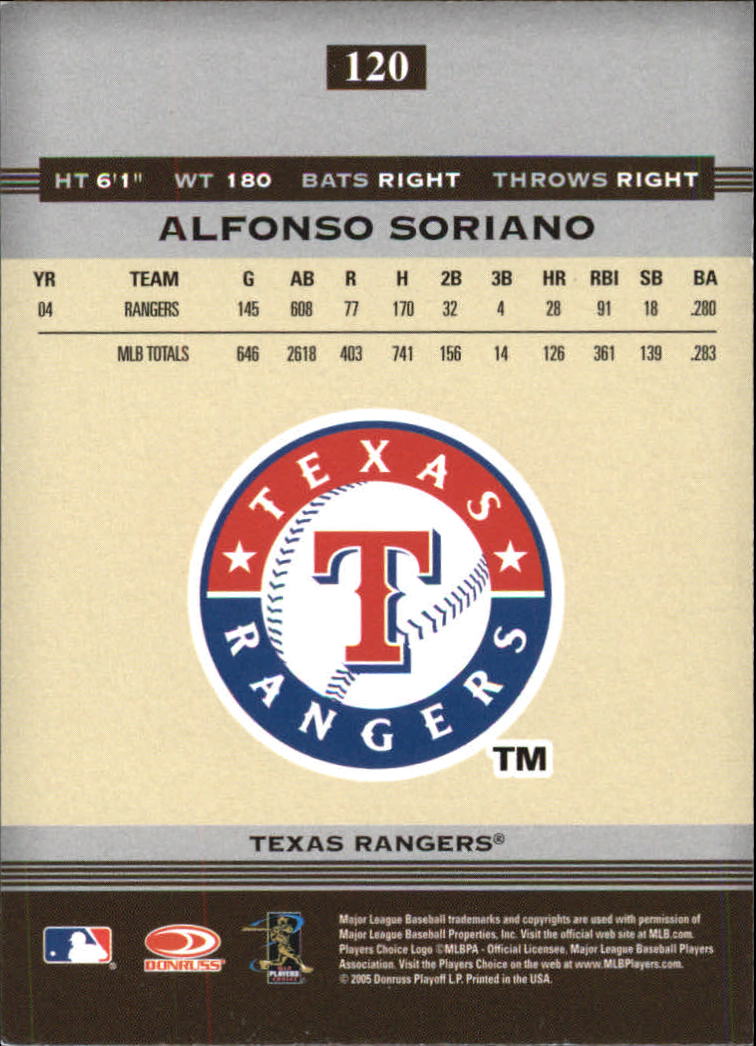 120
HT 6'1" WT 180 BATS RIGHT THROWS RIGHT
ALFONSO SORIANO
YR TEAM G AB R H 2B 3B HR RBI SB BA
04 RANGERS 145 608 77 170 32 4 28 91 18 .280
MLB TOTALS 646 2618 403 741 156 14 126 361 139 .283
TEXAS
T
RANGERS
TM
TEXAS RANGERS®
Major League Baseball trademarks and copyrights are used with permission of
Major League Baseball Properties, Inc. Visit the official web site at MLB.com.
Players Choice Logo ©MLBPA - Official Licensee, Major League Baseball Players
Association. Visit the Players Choice on the web at www.MLBPlayers.com.
© 2005 Donruss Playoff L.P. Printed in the USA.
®
DONRUSS
MLB
PLAYERS
CHOICE